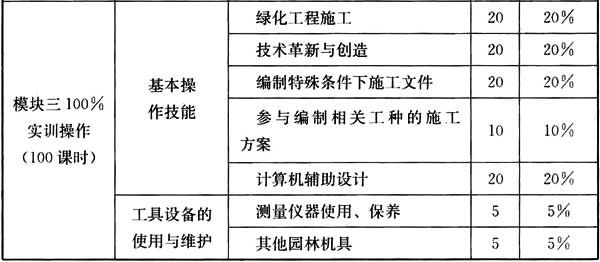 绿化工程施工 20 20%
技术革新与创造 20 20%
模块三 100%
实训操作
(100 课时)
基本操
作技能
编制特殊条件下施工文件 20 20%
参与编制相关工种的施工
方案 10 10%
计算机辅助设计 20 20%
工具设备的
使用与维护
测量仪器使用、保养 5 5%
其他园林机具 5 5%